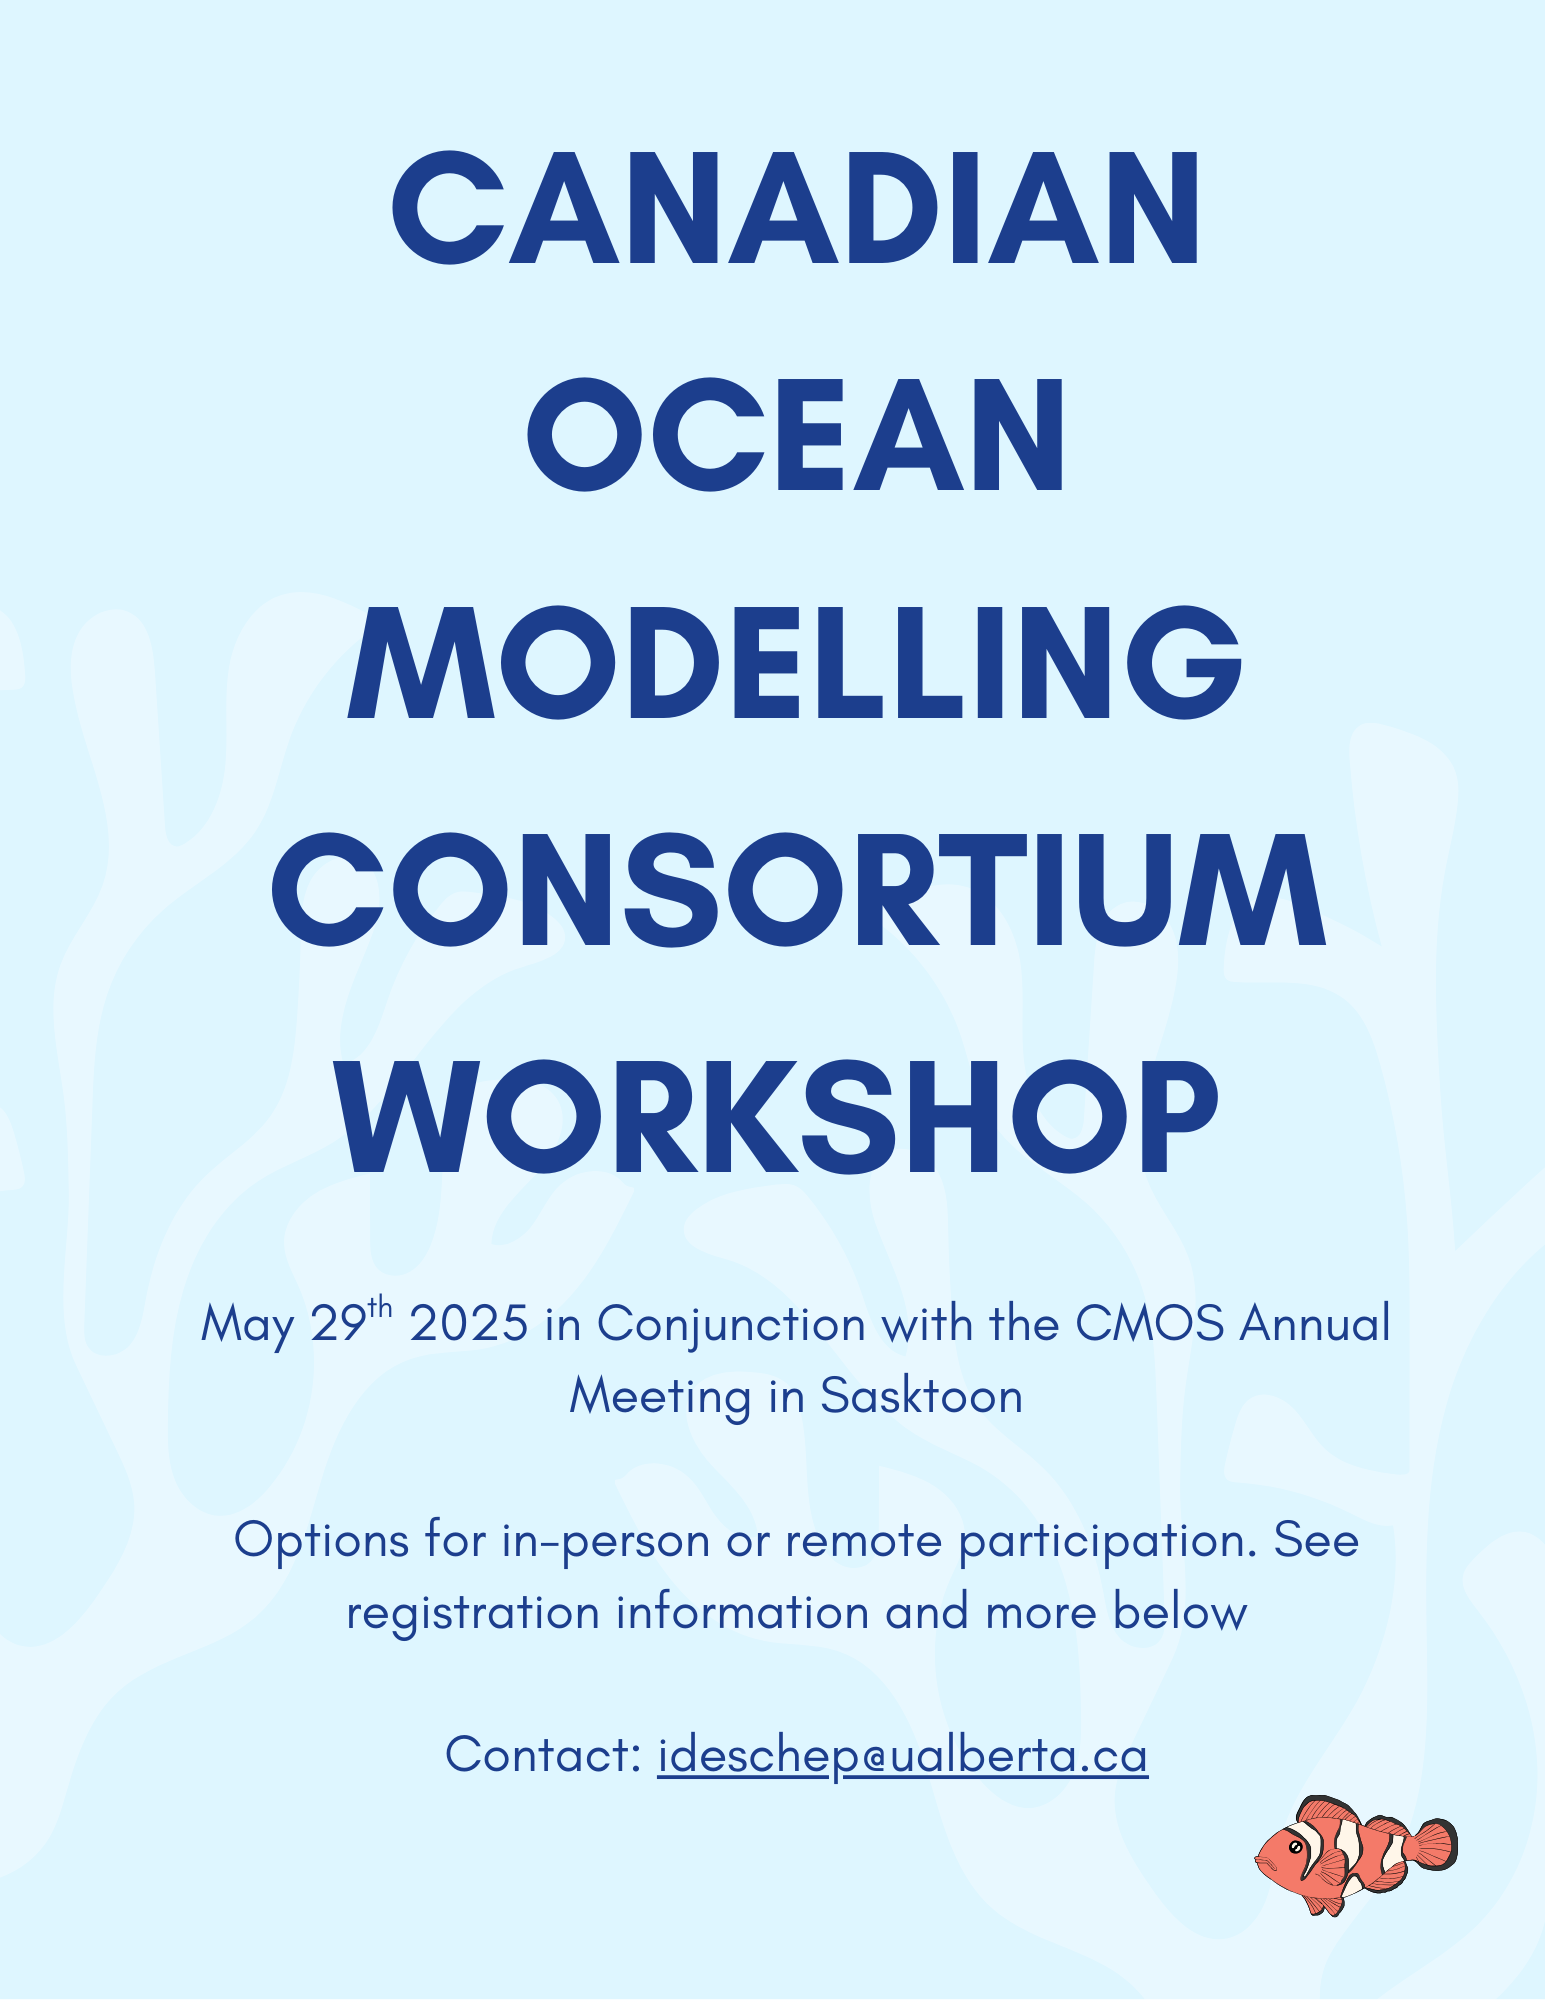 CANADIAN
OCEAN
MODELLING
CONSORTIUM
WORKSHOP
May 29th 2025 in Conjunction with the CMOS Annual
Meeting in Sasktoon
Options for in-person or remote participation. See
registration information and more below
Contact: ideschep@ualberta.ca